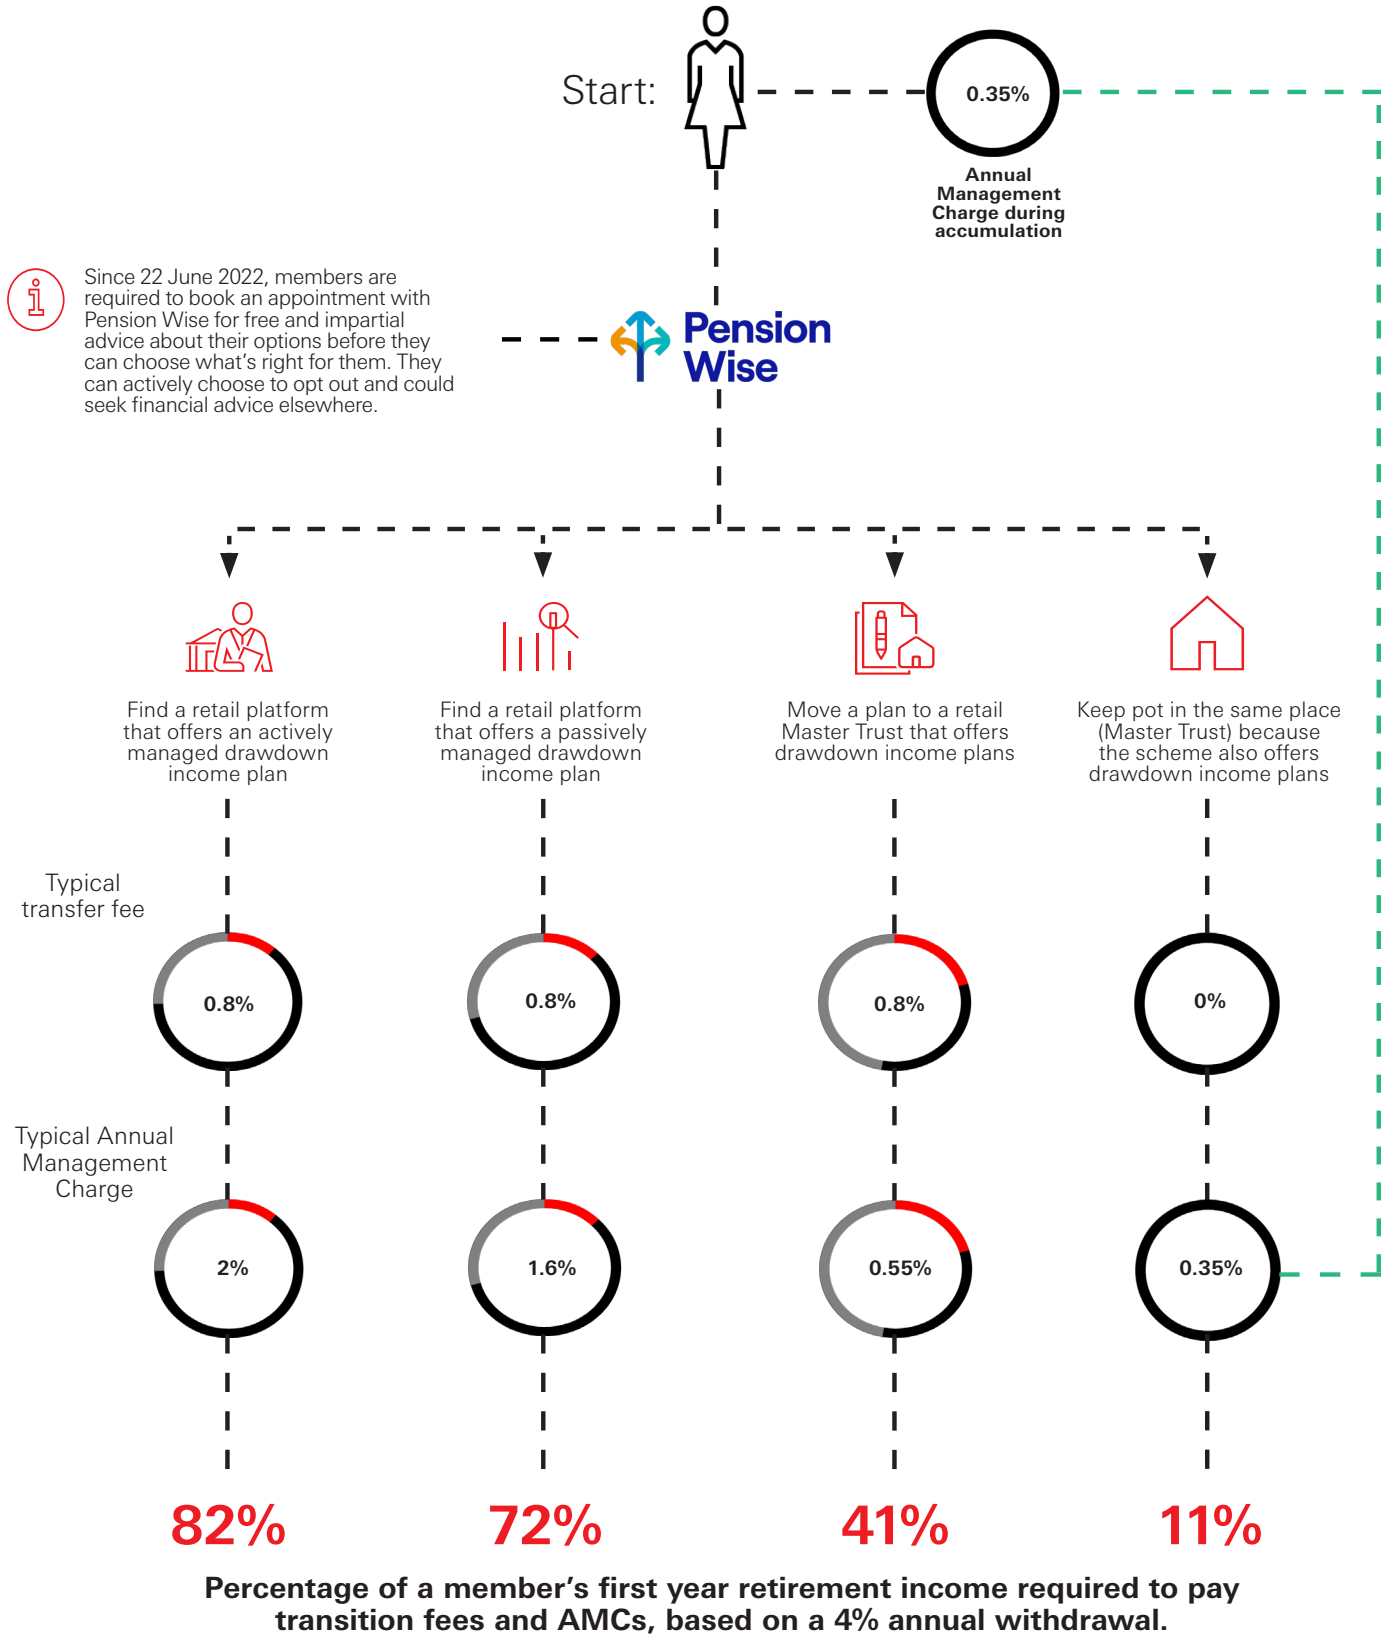 Start:
0.35%
Annual
Management
Charge during
accumulation
Since 22 June 2022, members are
required to book an appointment with
Pension Wise for free and impartial
advice about their options before they
can choose what's right for them. They
can actively choose to opt out and could
seek financial advice elsewhere.
Pension
Wise
Find a retail platform
that offers an actively
managed drawdown
income plan
Find a retail platform
that offers a passively
managed drawdown
income plan
Move a plan to a retail
Master Trust that offers
drawdown income plans
Keep pot in the same place
(Master Trust) because
the scheme also offers
drawdown income plans
Typical
transfer fee
0.8%
0.8%
0.8%
0%
Typical Annual
Management
Charge
2%
1.6%
0.55%
0.35%
82%
72%
41%
11%
Percentage of a member's first year retirement income required to pay
transition fees and AMCs, based on a 4% annual withdrawal.